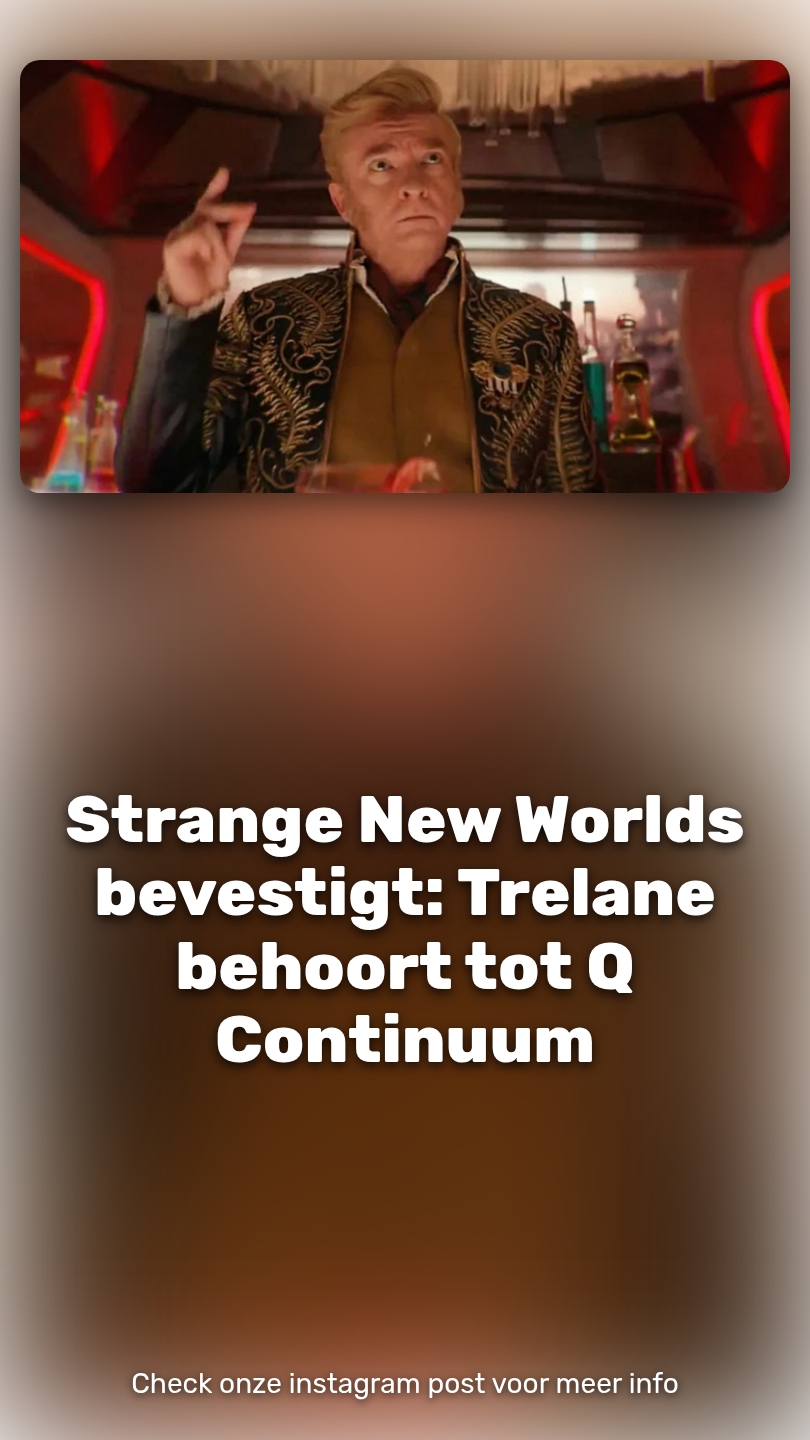 Strange New Worlds
bevestigt: Trelane
behoort tot Q
Continuum
Check onze instagram post voor meer info